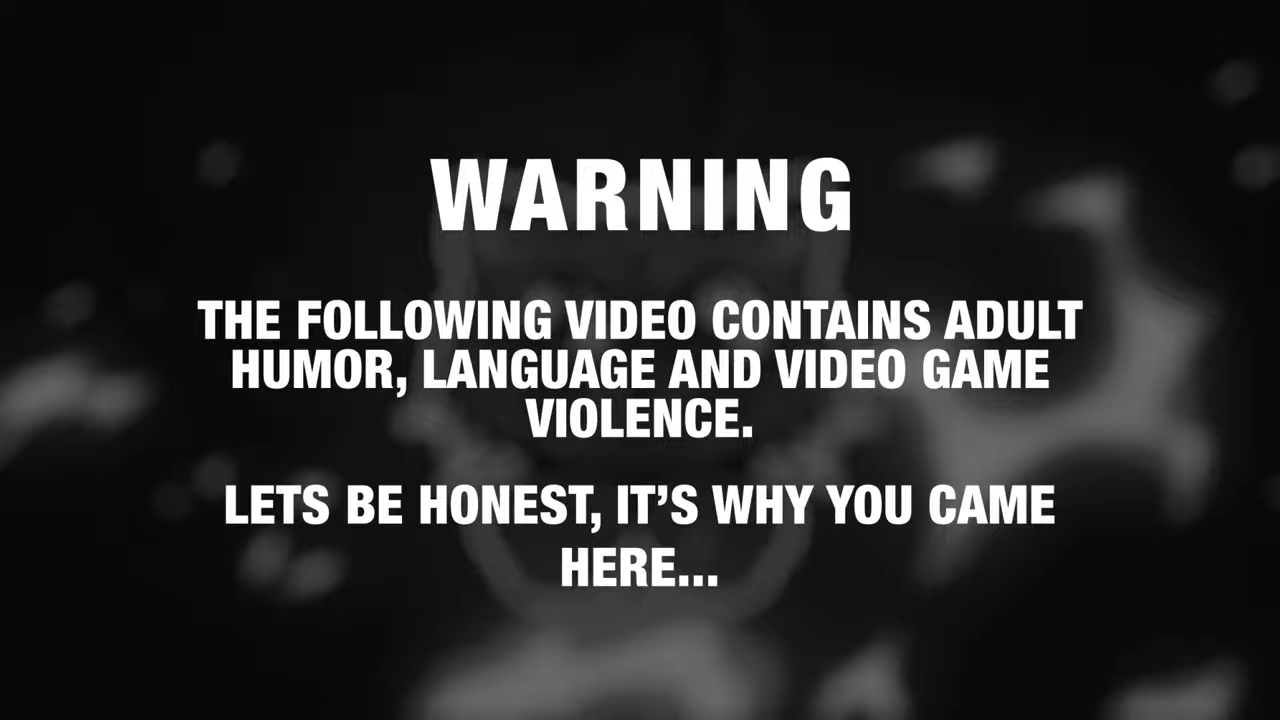 WARNING
THE FOLLOWING VIDEO CONTAINS ADULT
HUMOR, LANGUAGE AND VIDEO GAME
VIOLENCE.
LETS BE HONEST, IT’S WHY YOU CAME
HERE...